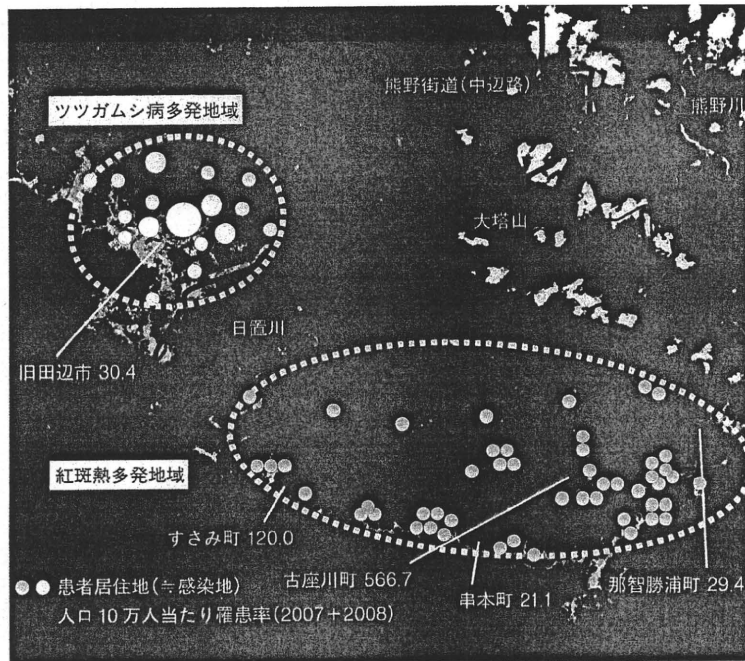 熊野街道(中辺路)
熊野川
ツツガムシ病多発地域
大塔山
日置川
旧田辺市 30.4
紅斑熱多発地域
すさみ町 120.0
古座川町 566.7
那智勝浦町 29.4
串本町 21.1
患者居住地(≒感染地)
人口10万人当たり罹患率(2007+2008)